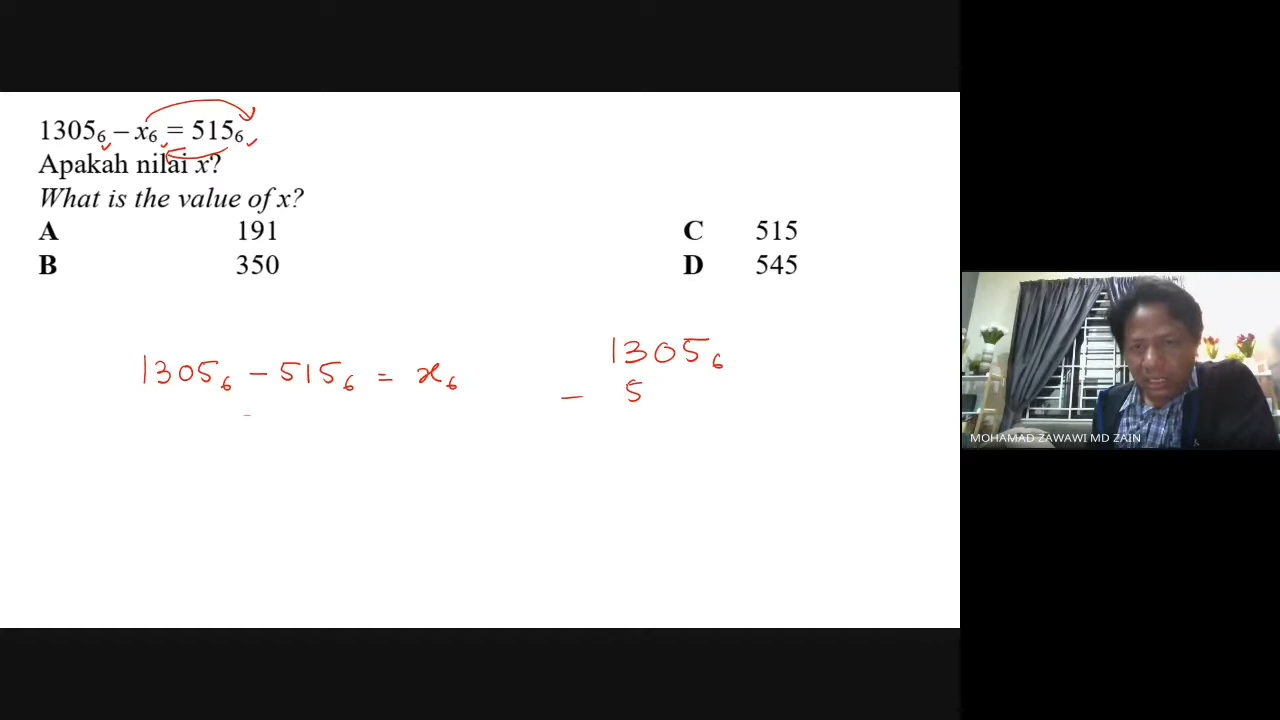 1305₆ – x₆ = 515₆
Apakah nilai x?
What is the value of x?
A 191
B 350
C 515
D 545
1305₆ – 515₆ = x₆
1305₆
– 5
MOHAMAD ZAWAWI MD ZAIN